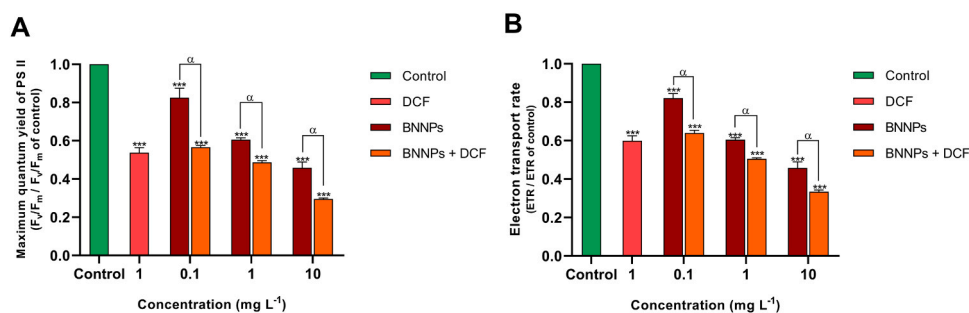 A
Maximum quantum yield of PS II
(Fv/Fm / Fv/Fm of control)
1.0
0.8
0.6
0.4
0.2
0.0
***
***
α
***
***
α
***
***
α
***
Control
1
0.1
1
10
Concentration (mg L-1)
Control
DCF
BNNPs
BNNPs + DCF
B
Electron transport rate
(ETR / ETR of control)
1.0
0.8
0.6
0.4
0.2
0.0
***
***
α
***
***
α
***
***
α
***
Control
1
0.1
1
10
Concentration (mg L-1)
Control
DCF
BNNPs
BNNPs + DCF